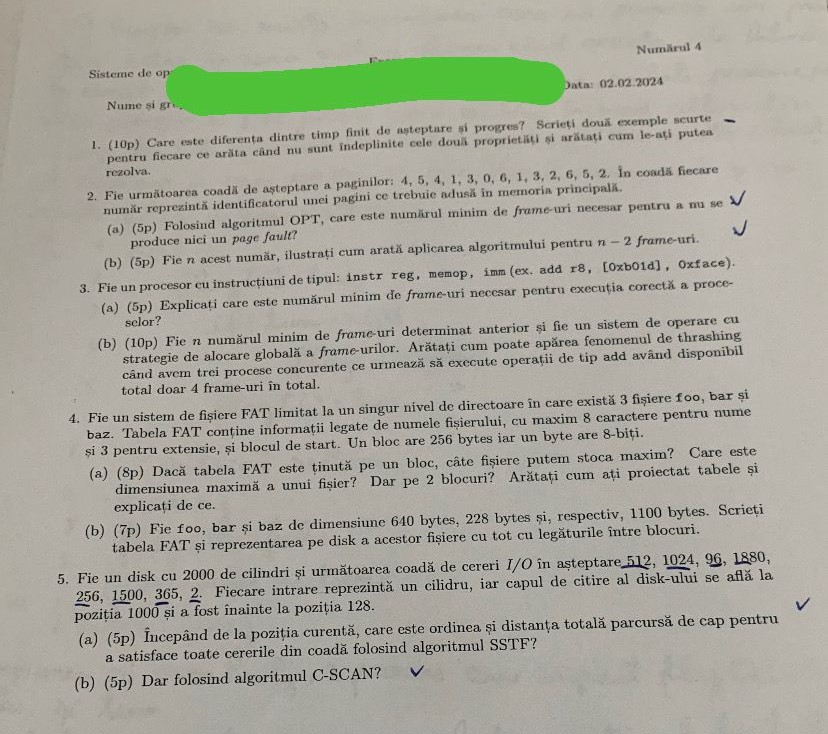 Numărul 4
Sisteme de
Data: 02.02.2024
Nume și
1. (10p) Care este diferența dintre timp finit de așteptare și progres? Scrieți două exemple scurte
pentru fiecare ce arăta când nu sunt îndeplinite cele două proprietăți și arătați cum le-ați putea
rezolva.
2. Fie următoarea coadă de așteptare a paginilor: 4, 5, 4, 1, 3, 0, 6, 1, 3, 2, 6, 5, 2. În coadă fiecare
număr reprezintă identificatorul unei pagini ce trebuie adusă în memoria principală.
(a) (5p) Folosind algoritmul OPT, care este numărul minim de frame-uri necesar pentru a nu se
produce nici un page fault?
(b) (5p) Fie n acest număr, ilustrați cum arată aplicarea algoritmului pentru n − 2 frame-uri.
3. Fie un procesor cu instrucțiuni de tipul: instr reg, memop, imm (ex. add r8, [0xb01d], 0xface).
(a) (5p) Explicați care este numărul minim de frame-uri necesar pentru execuția corectă a proce-
selor?
(b) (10p) Fie n numărul minim de frame-uri determinat anterior și fie un sistem de operare cu
strategie de alocare globală a frame-urilor. Arătați cum poate apărea fenomenul de thrashing
când avem trei procese concurente ce urmează să execute operații de tip add având disponibil
total doar 4 frame-uri în total.
4. Fie un sistem de fișiere FAT limitat la un singur nivel de directoare în care există 3 fișiere foo, bar și
baz. Tabela FAT conține informații legate de numele fișierului, cu maxim 8 caractere pentru nume
și 3 pentru extensie, și blocul de start. Un bloc are 256 bytes iar un byte are 8-biți.
(a) (8p) Dacă tabela FAT este ținută pe un bloc, câte fișiere putem stoca maxim? Care este
dimensiunea maximă a unui fișier? Dar pe 2 blocuri? Arătați cum ați proiectat tabele și
explicați de ce.
(b) (7p) Fie foo, bar și baz de dimensiune 640 bytes, 228 bytes și, respectiv, 1100 bytes. Scrieți
tabela FAT și reprezentarea pe disk a acestor fișiere cu tot cu legăturile între blocuri.
5. Fie un disk cu 2000 de cilindri și următoarea coadă de cereri I/O în așteptare 512, 1024, 96, 1880,
256, 1500, 365, 2. Fiecare intrare reprezintă un cilidru, iar capul de citire al disk-ului se află la
poziția 1000 și a fost înainte la poziția 128.
(a) (5p) Începând de la poziția curentă, care este ordinea și distanța totală parcursă de cap pentru
a satisface toate cererile din coadă folosind algoritmul SSTF?
(b) (5p) Dar folosind algoritmul C-SCAN?